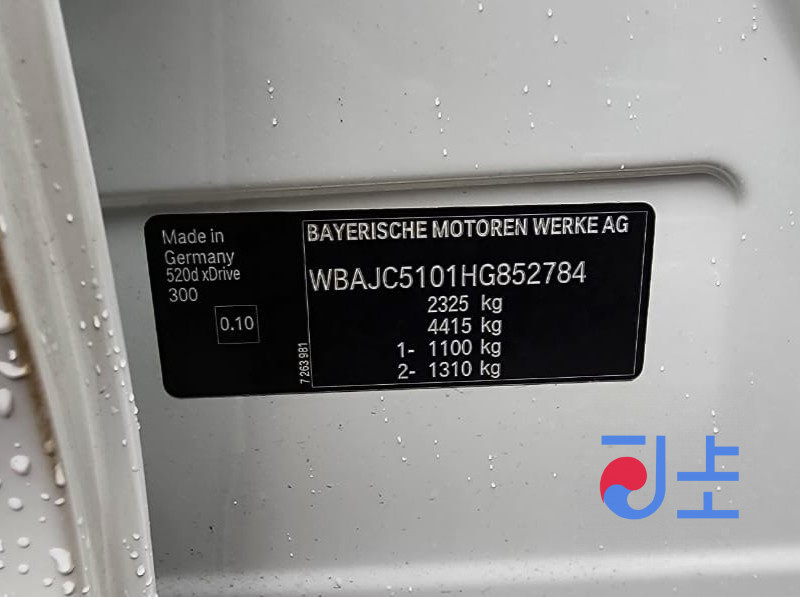 Made in
Germany
520d xDrive
300
0.10
7 263 981
BAYERISCHE MOTOREN WERKE AG
WBAJC5101HG852784
2325 kg
4415 kg
1- 1100 kg
2- 1310 kg